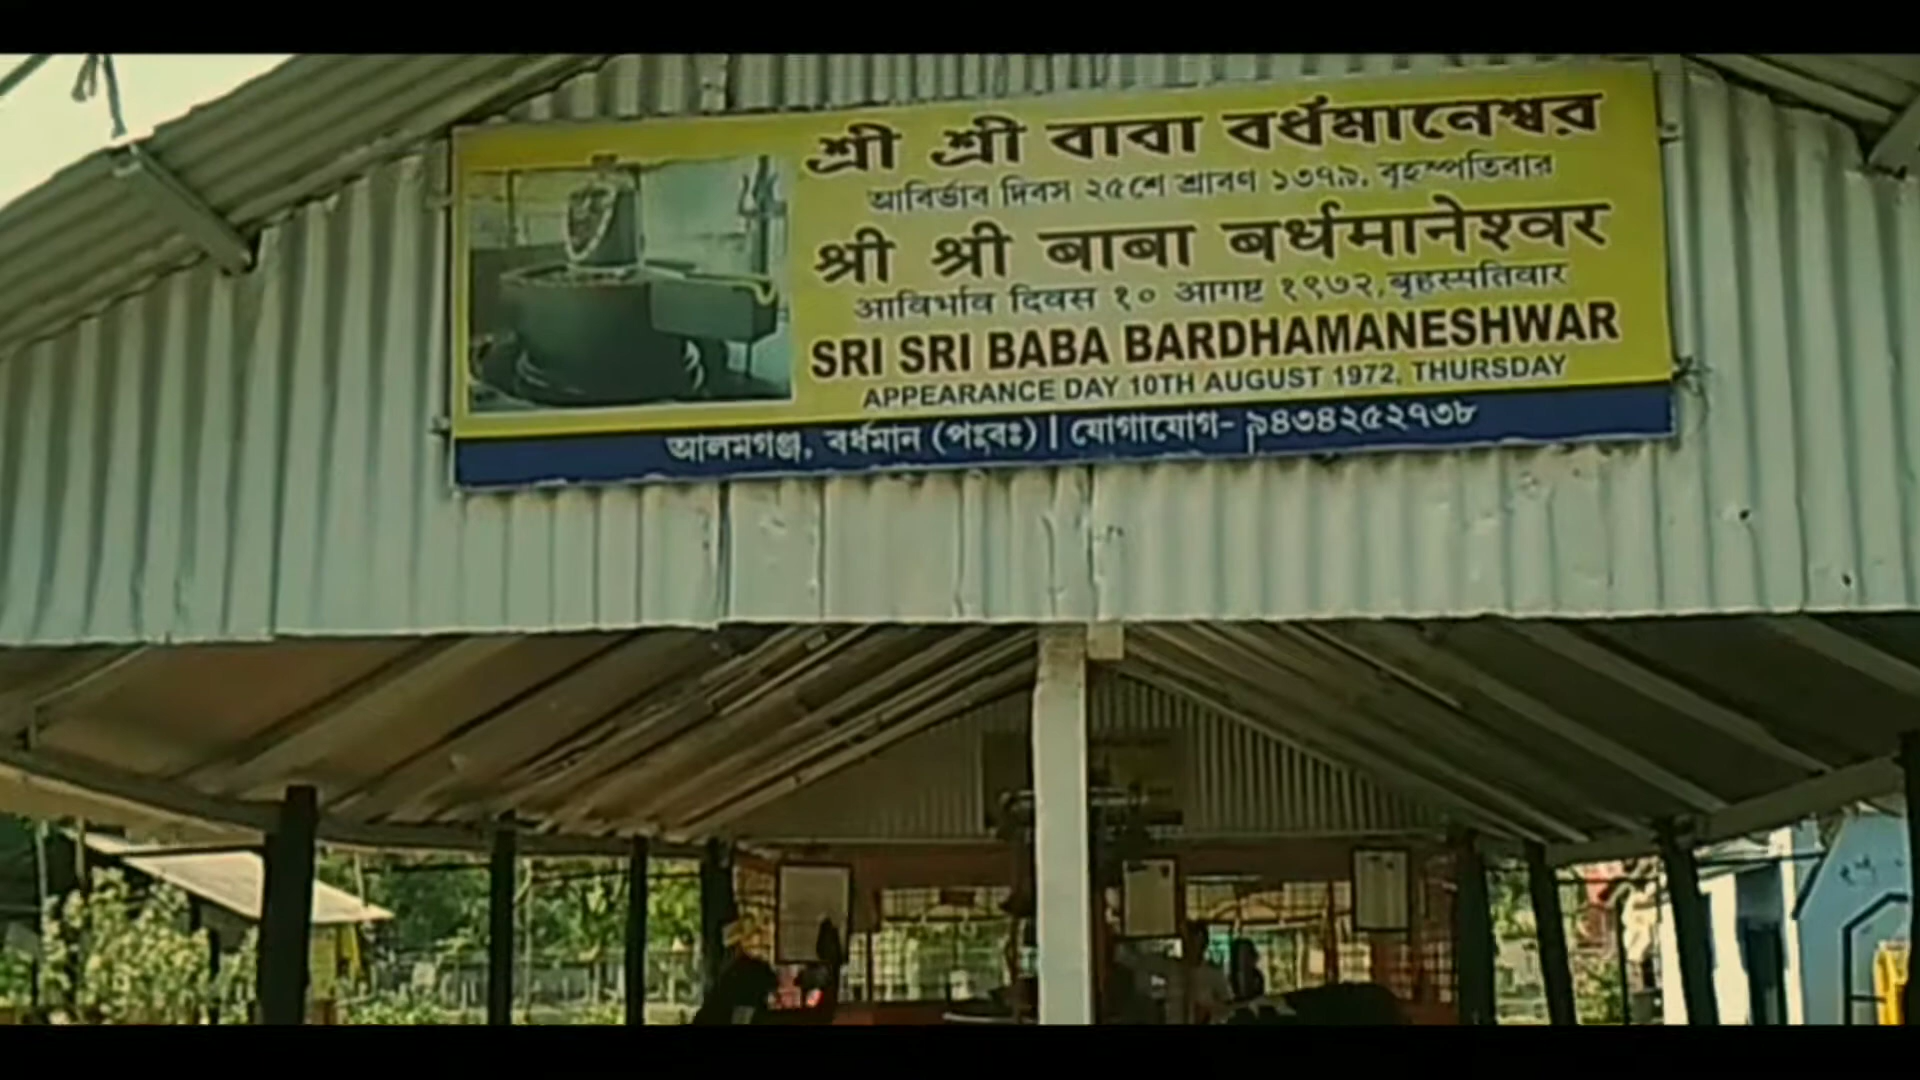 শ্রী শ্রী বাবা বর্ধমানেশ্বর
আবির্ভাব দিবস ২৫শে শ্রাবণ ১৩৭৯, বৃহস্পতিবার
श्री श्री बाबा बर्धमानेश्वर
आविर्भाव दिवस १० आगष्ट १९७२,बृहस्पतिवार
SRI SRI BABA BARDHAMANESHWAR
APPEARANCE DAY 10TH AUGUST 1972, THURSDAY
আলমগঞ্জ, বর্ধমান (পঃবঃ) | যোগাযোগ- ৯৪৩৪২৫২৭৩৮